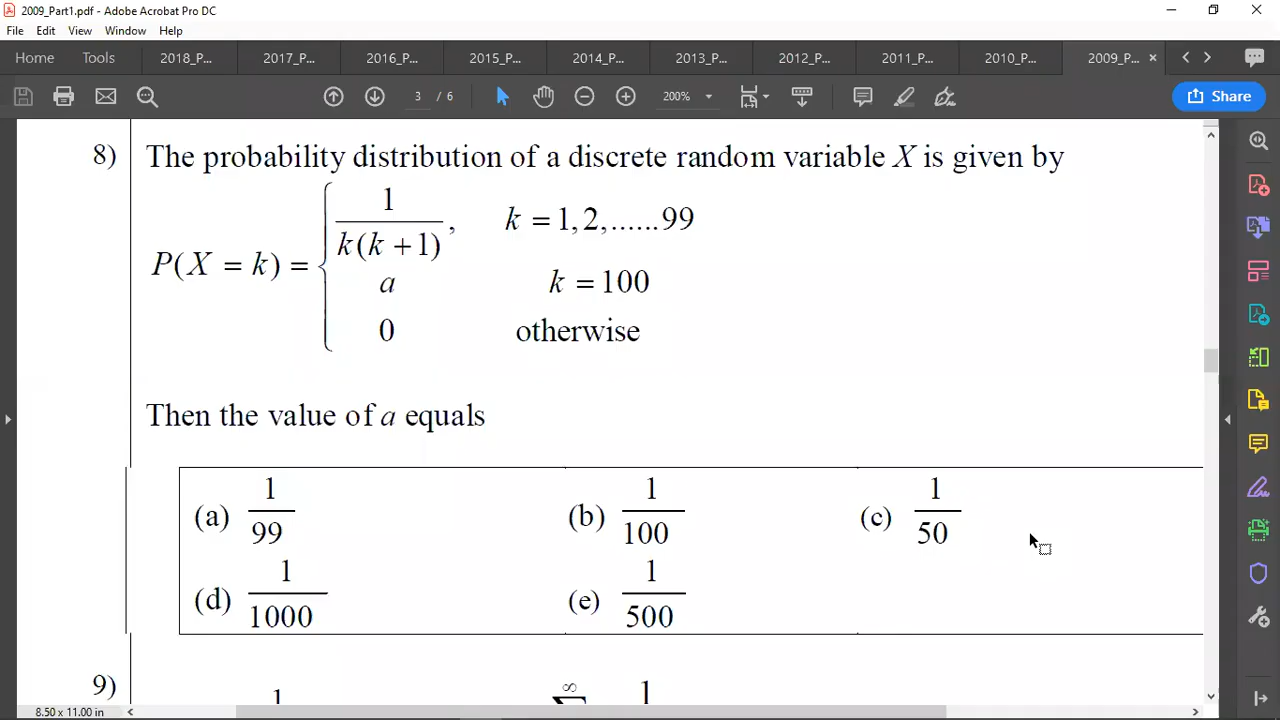 2009_Part1.pdf - Adobe Acrobat Pro DC
File Edit View Window Help
Home Tools 2018_P... 2017_P... 2016_P... 2015_P... 2014_P... 2013_P... 2012_P... 2011_P... 2010_P... 2009_P... ×
3 / 6 200% Share
8) The probability distribution of a discrete random variable X is given by
P(X = k) = { 1/k(k+1), k = 1, 2, ......99
a k = 100
0 otherwise
Then the value of a equals
(a) 1/99 (b) 1/100 (c) 1/50
(d) 1/1000 (e) 1/500
9) 1 ∞ ∑ 1
8.50 x 11.00 in